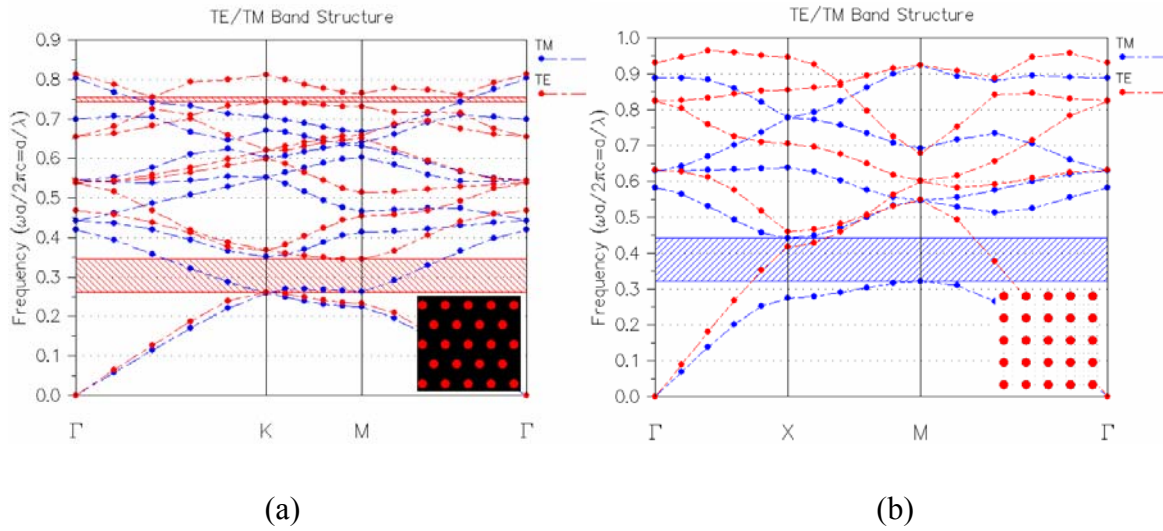 TE/TM Band Structure
Frequency (ωa/2πc=a/λ)
0.9
0.8
0.7
0.6
0.5
0.4
0.3
0.2
0.1
0.0
Γ K M Γ
TM
TE
(a)
TE/TM Band Structure
Frequency (ωa/2πc=a/λ)
1.0
0.9
0.8
0.7
0.6
0.5
0.4
0.3
0.2
0.1
0.0
Γ X M Γ
TM
TE
(b)